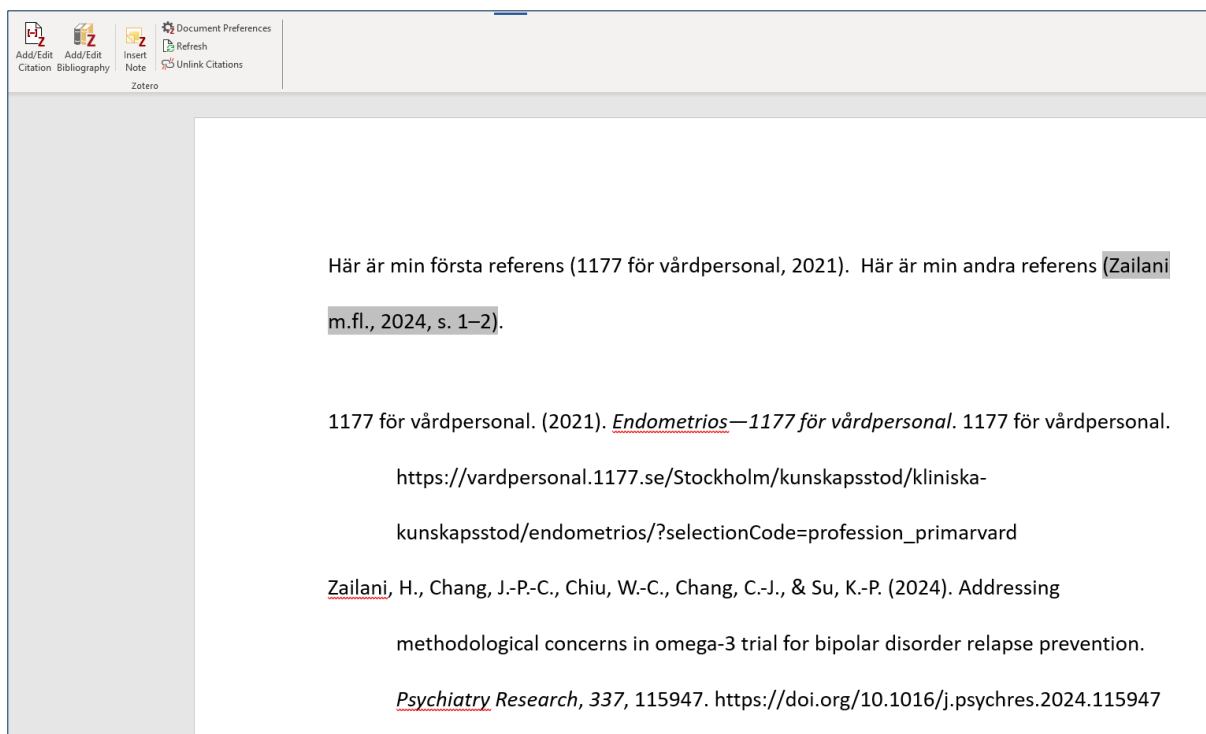 Add/Edit Citation
Add/Edit Bibliography
Insert Note
Document Preferences
Refresh
Unlink Citations
Zotero
Här är min första referens (1177 för vårdpersonal, 2021).  Här är min andra referens (Zailani
m.fl., 2024, s. 1–2).
1177 för vårdpersonal. (2021). Endometrios—1177 för vårdpersonal. 1177 för vårdpersonal.
https://vardpersonal.1177.se/Stockholm/kunskapsstod/kliniska-
kunskapsstod/endometrios/?selectionCode=profession_primarvard
Zailani, H., Chang, J.-P.-C., Chiu, W.-C., Chang, C.-J., & Su, K.-P. (2024). Addressing
methodological concerns in omega-3 trial for bipolar disorder relapse prevention.
Psychiatry Research, 337, 115947. https://doi.org/10.1016/j.psychres.2024.115947